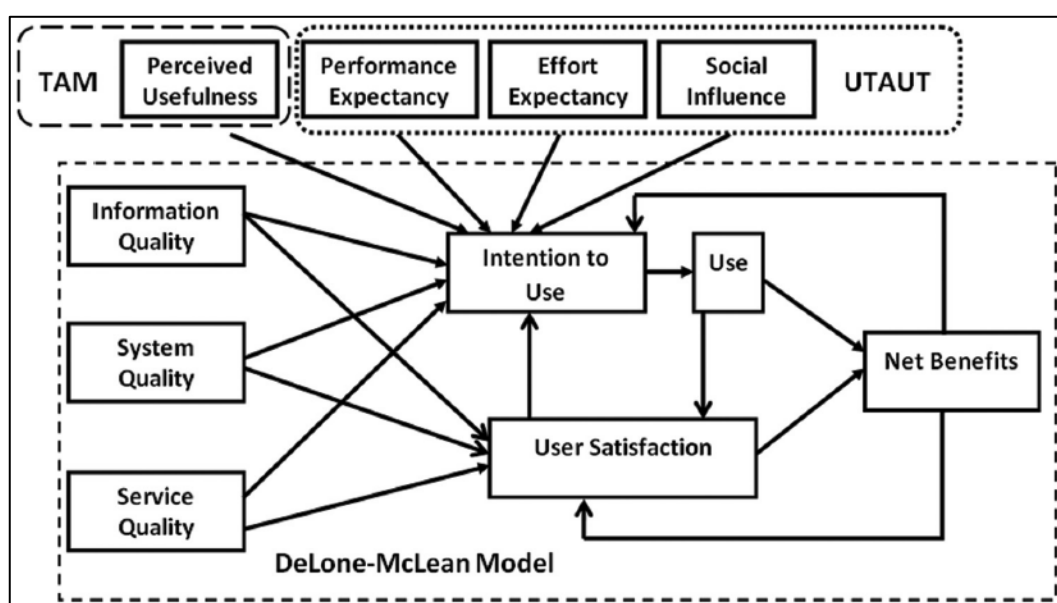 TAM
Perceived
Usefulness
Performance
Expectancy
Effort
Expectancy
Social
Influence
UTAUT
Information
Quality
System
Quality
Service
Quality
Intention to
Use
Use
User Satisfaction
Net Benefits
DeLone-McLean Model